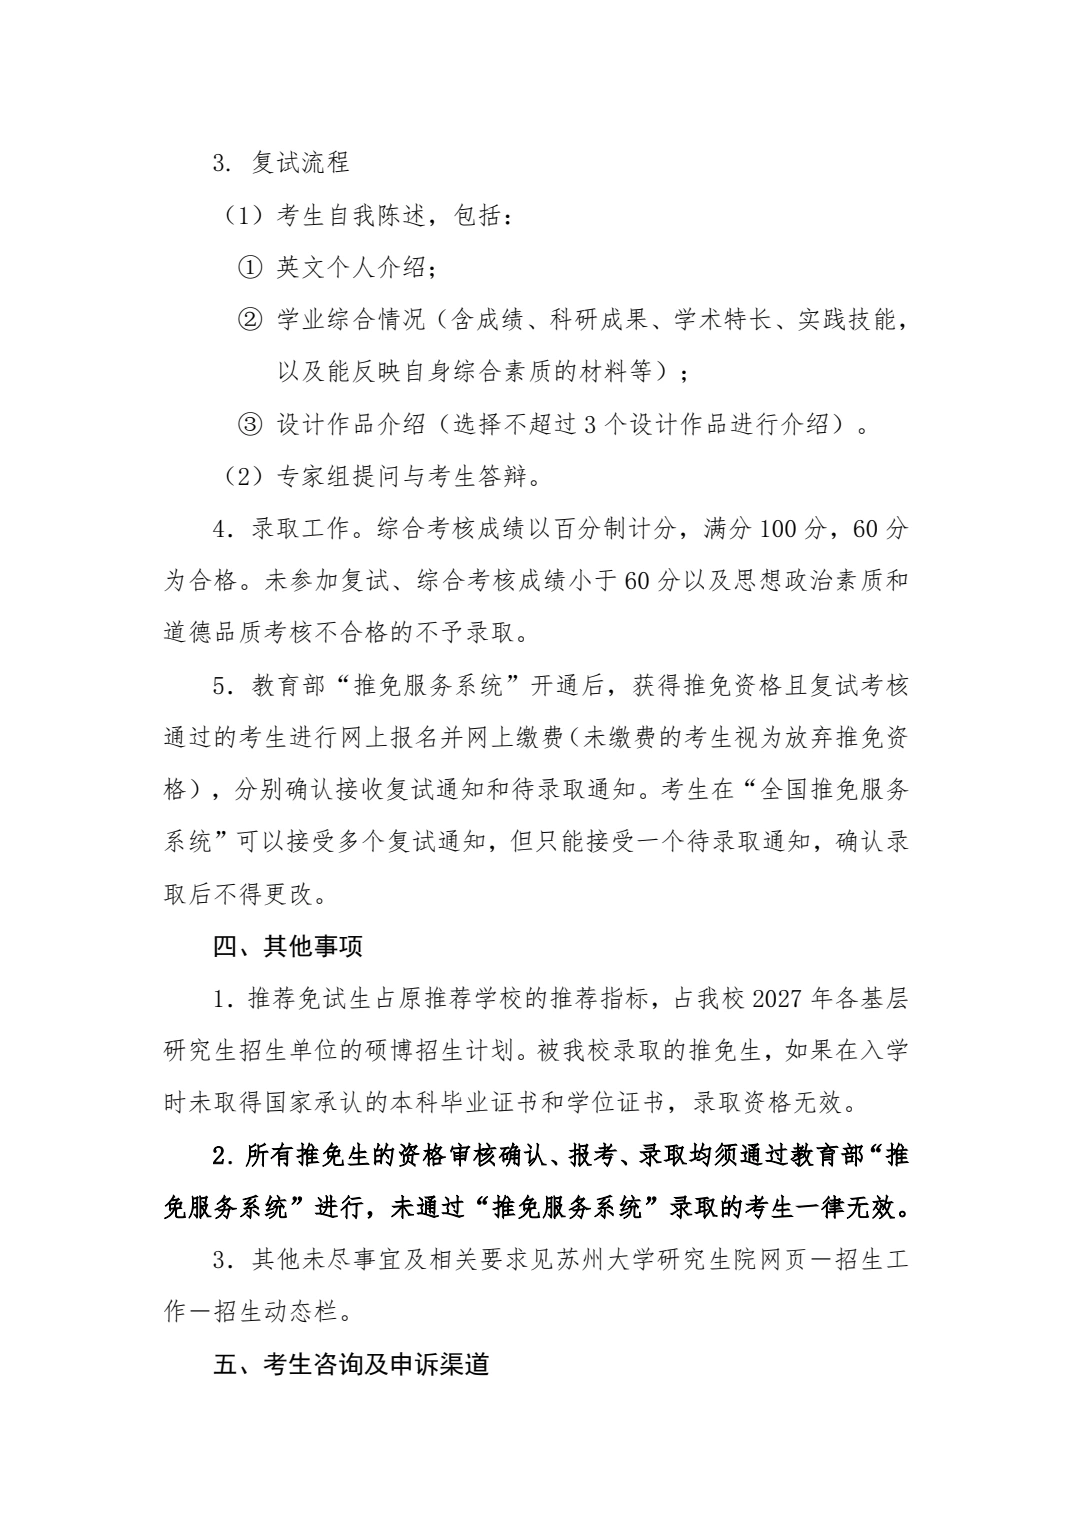 3. 复试流程
（1）考生自我陈述，包括：
① 英文个人介绍；
② 学业综合情况（含成绩、科研成果、学术特长、实践技能，
以及能反映自身综合素质的材料等）；
③ 设计作品介绍（选择不超过 3 个设计作品进行介绍）。
（2）专家组提问与考生答辩。
4. 录取工作。综合考核成绩以百分制计分，满分 100 分，60 分
为合格。未参加复试、综合考核成绩小于 60 分以及思想政治素质和
道德品质考核不合格的不予录取。
5. 教育部“推免服务系统”开通后，获得推免资格且复试考核
通过的考生进行网上报名并网上缴费（未缴费的考生视为放弃推免资
格），分别确认接收复试通知和待录取通知。考生在“全国推免服务
系统”可以接受多个复试通知，但只能接受一个待录取通知，确认录
取后不得更改。
四、其他事项
1. 推荐免试生占原推荐学校的推荐指标，占我校 2027 年各基层
研究生招生单位的硕博招生计划。被我校录取的推免生，如果在入学
时未取得国家承认的本科毕业证书和学位证书，录取资格无效。
2. 所有推免生的资格审核确认、报考、录取均须通过教育部“推
免服务系统”进行，未通过“推免服务系统”录取的考生一律无效。
3. 其他未尽事宜及相关要求见苏州大学研究生院网页－招生工
作－招生动态栏。
五、考生咨询及申诉渠道